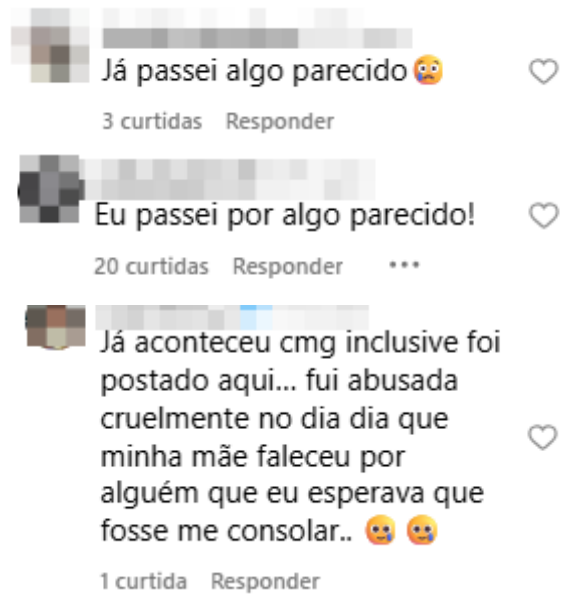 Já passei algo parecido😢
3 curtidas Responder
Eu passei por algo parecido!
20 curtidas Responder •••
Já aconteceu cmg inclusive foi
postado aqui... fui abusada
cruelmente no dia dia que
minha mãe faleceu por
alguém que eu esperava que
fosse me consolar.. 🥲 🥲
1 curtida Responder